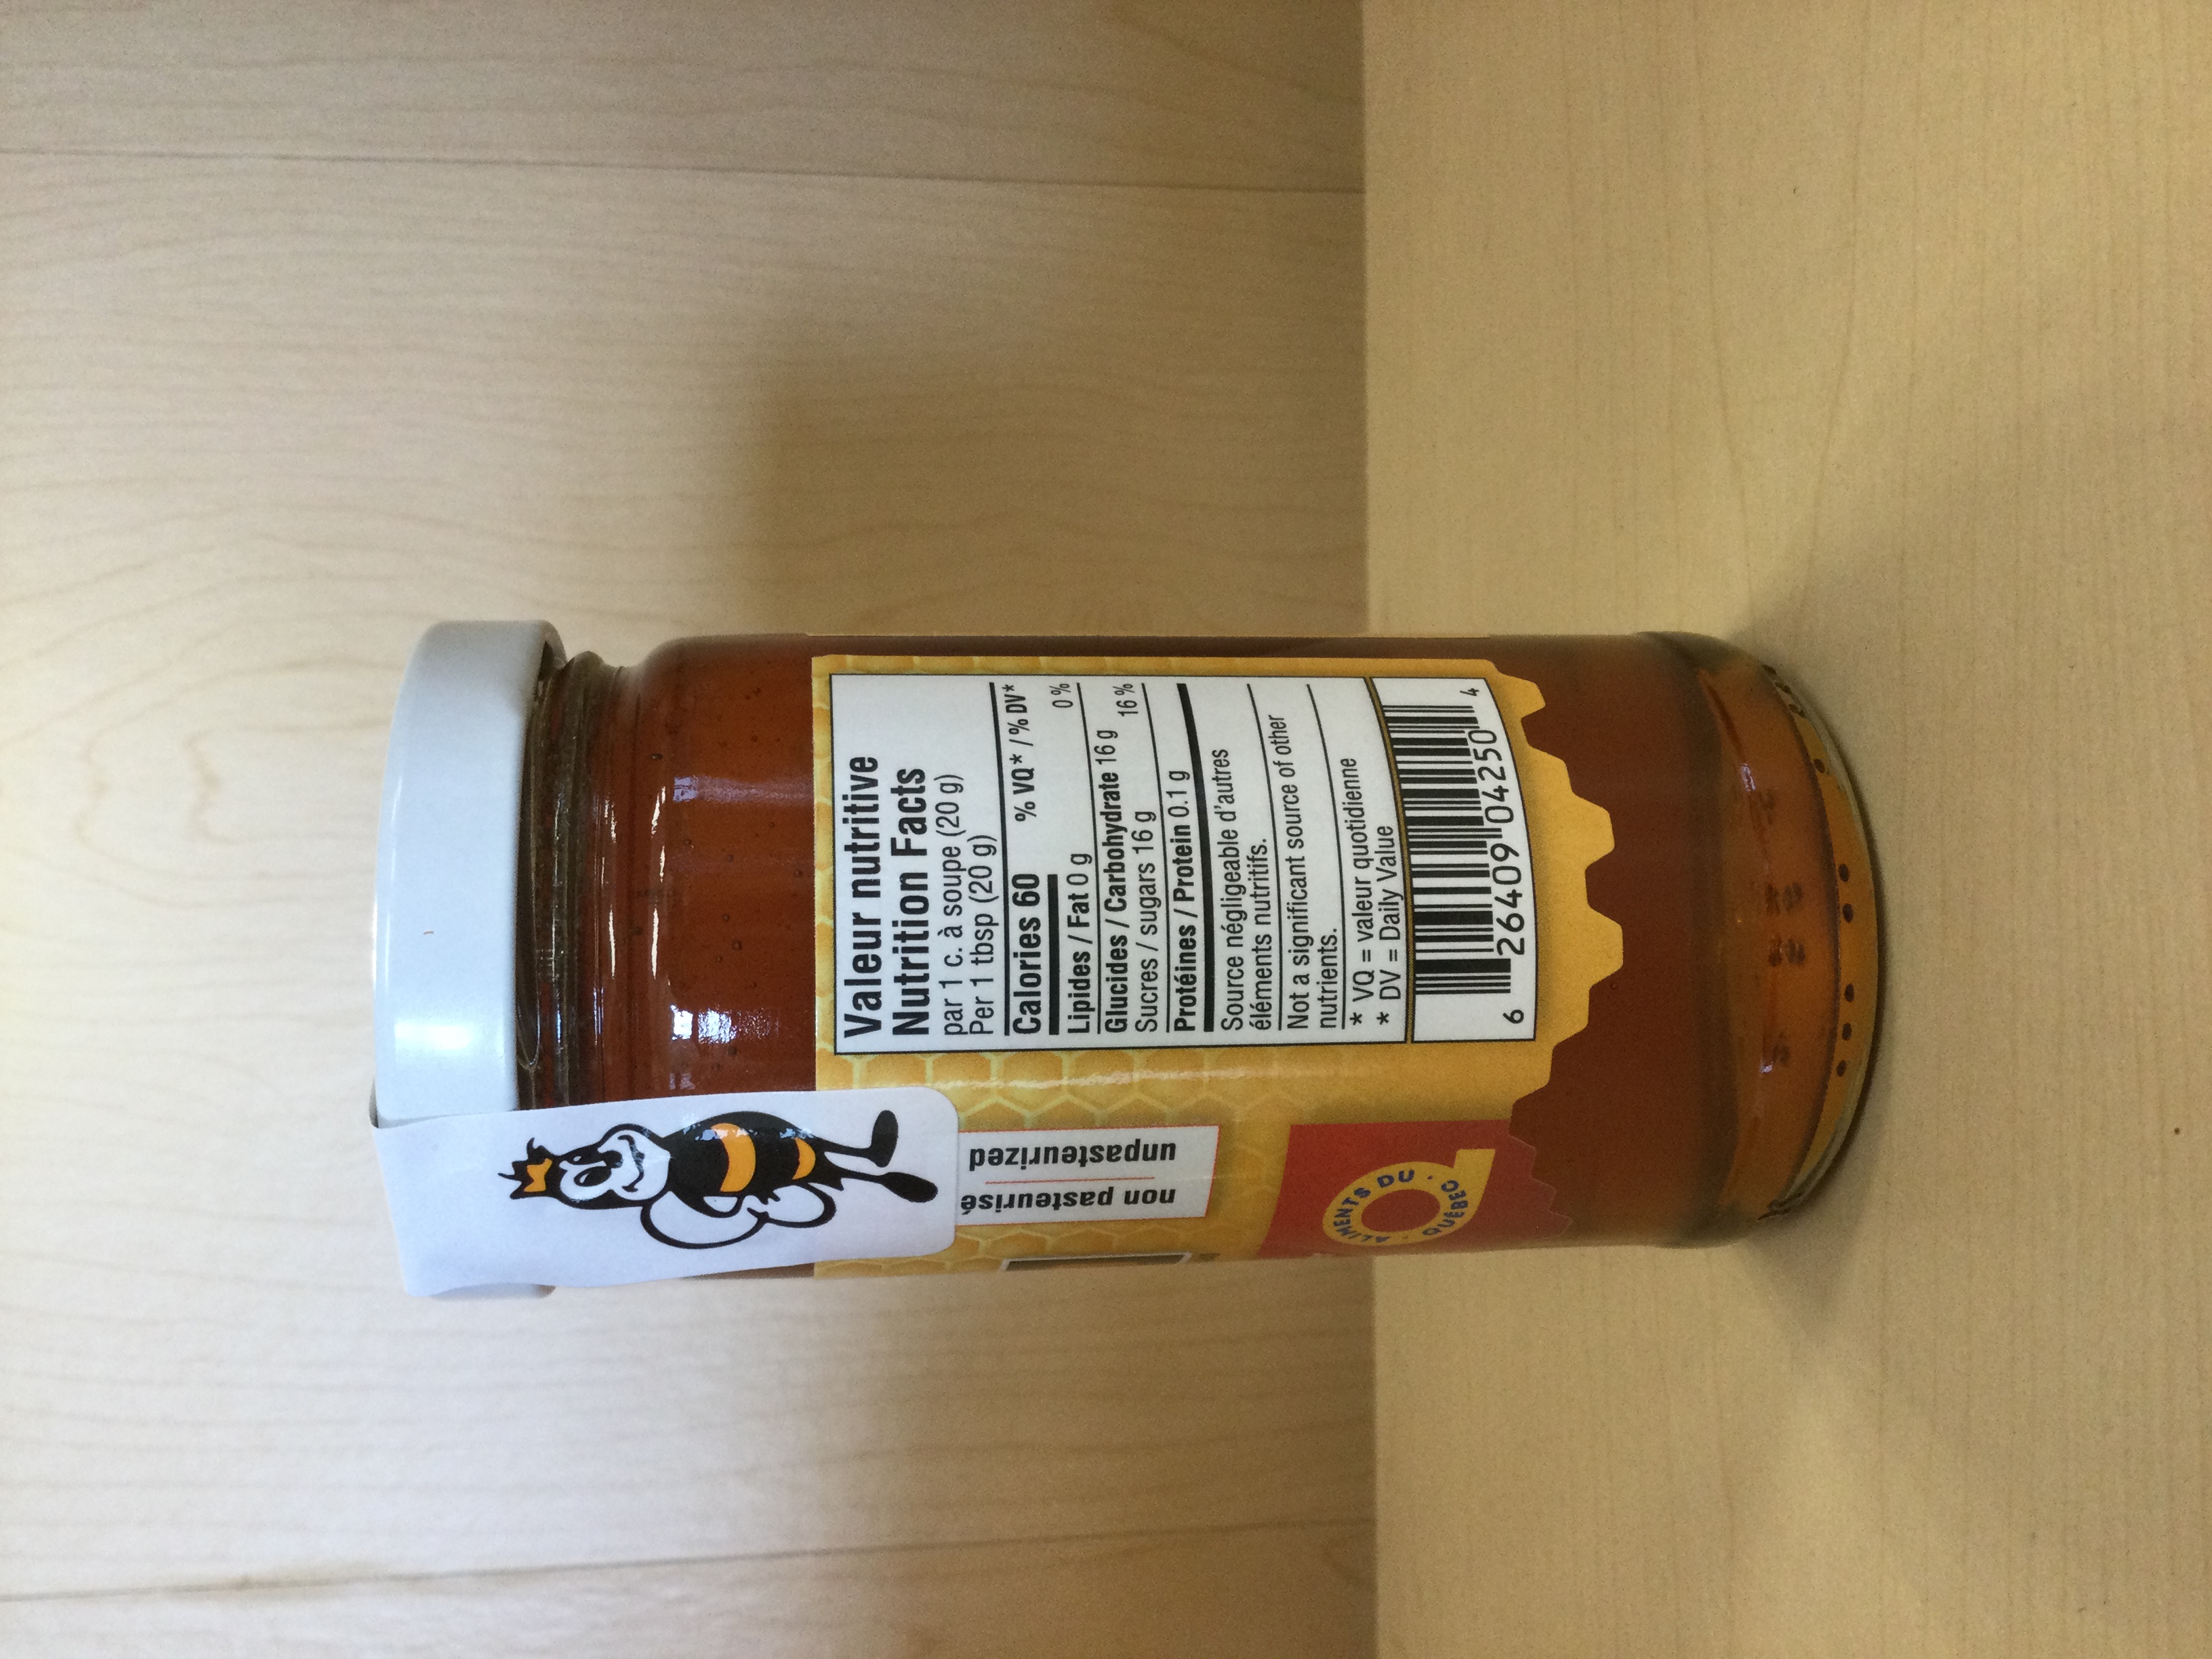 Valeur nutritive
Nutrition Facts
par 1 c. à soupe (20 g)
Per 1 tbsp (20 g)
Calories 60 % VQ* / % DV*
Lipides / Fat 0 g 0 %
Glucides / Carbohydrate 16 g 16 %
Sucres / sugars 16 g
Protéines / Protein 0.1 g
Source négligeable d'autres
éléments nutritifs.
Not a significant source of other
nutrients.
* VQ = valeur quotidienne
* DV = Daily Value
6 26409 04250 4
non pasteurisé
unpasteurized
ALIMENTS DU
QUÉBEC